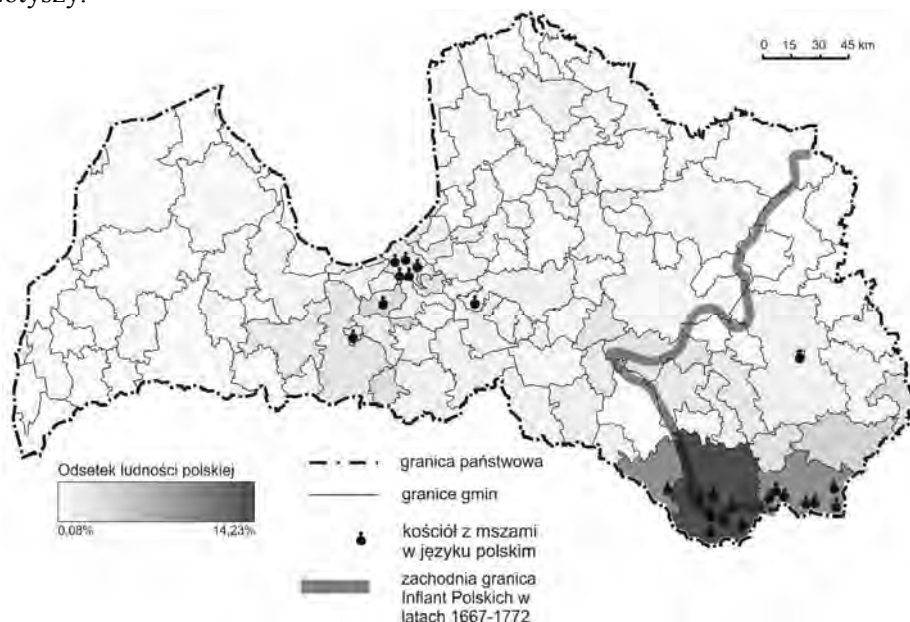 0 15 30 45 km
Odsetek ludności polskiej
0,08% 14,23%
granica państwowa
granice gmin
kościół z mszami
w języku polskim
zachodnia granica
Inflant Polskich w
latach 1667-1772